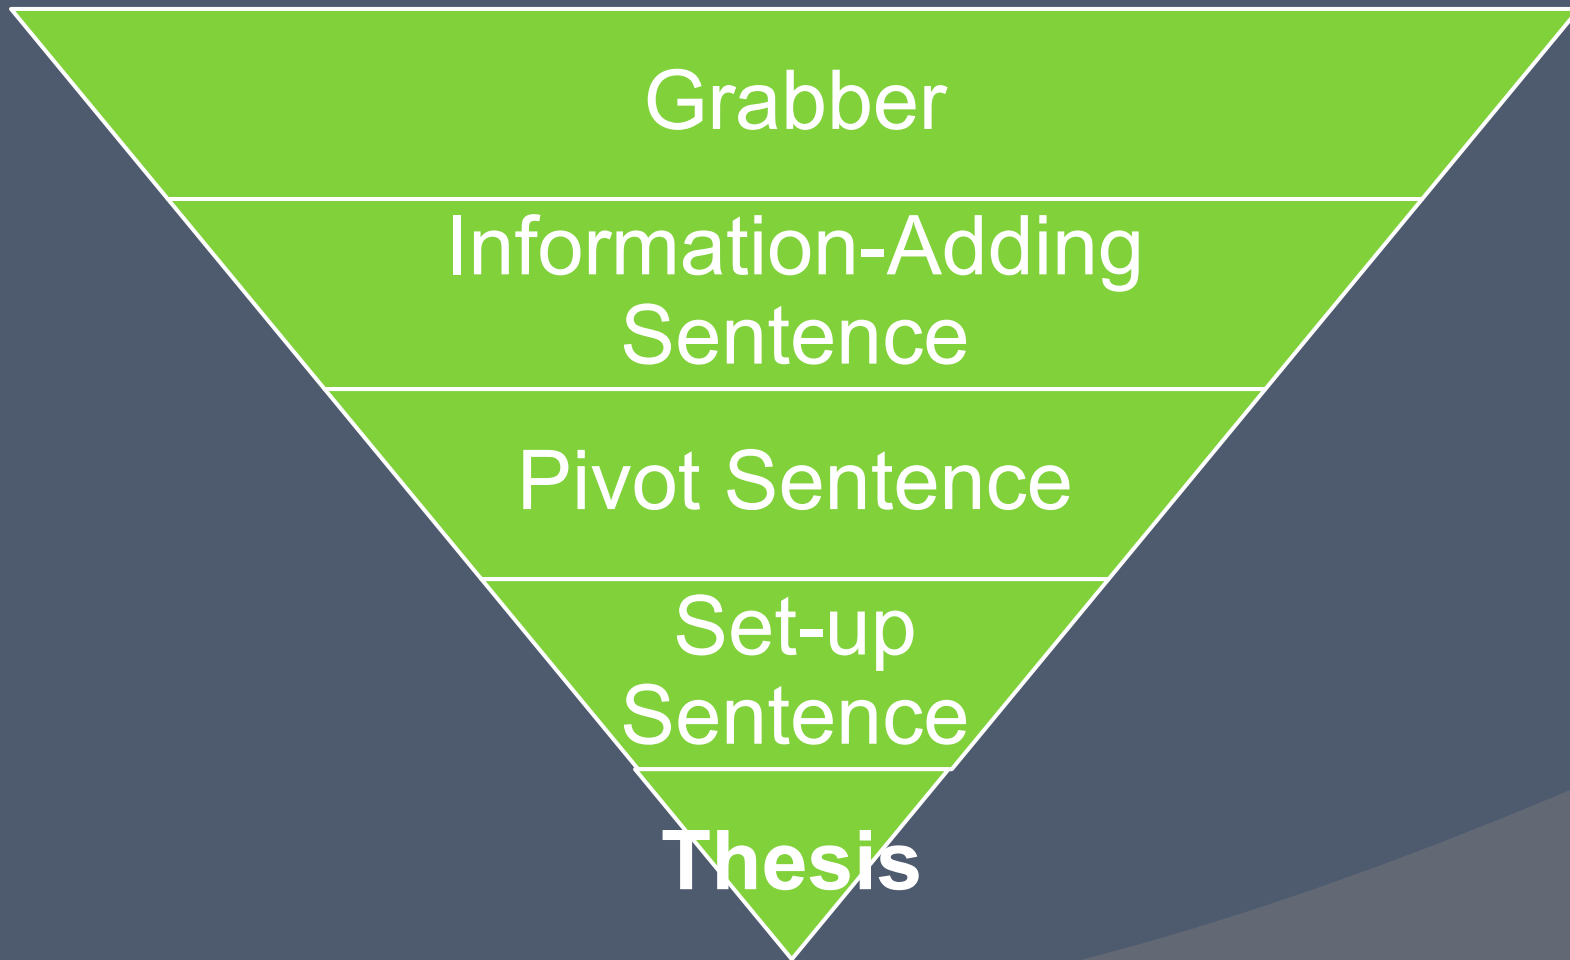 Grabber
Information-Adding
Sentence
Pivot Sentence
Set-up
Sentence
Thesis